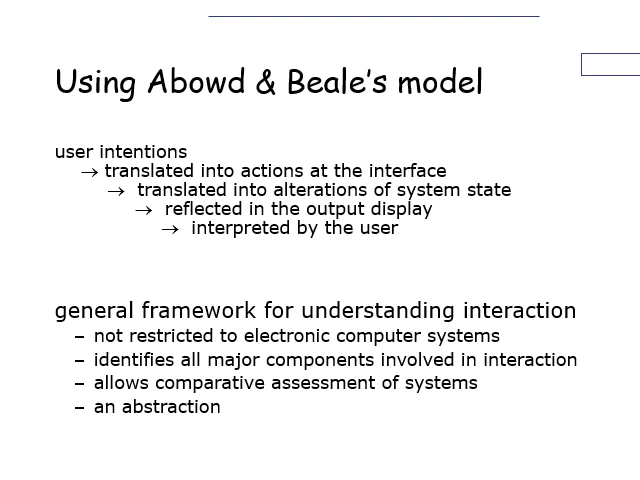 Using Abowd & Beale's model
user intentions
→ translated into actions at the interface
→ translated into alterations of system state
→ reflected in the output display
→ interpreted by the user
general framework for understanding interaction
– not restricted to electronic computer systems
– identifies all major components involved in interaction
– allows comparative assessment of systems
– an abstraction